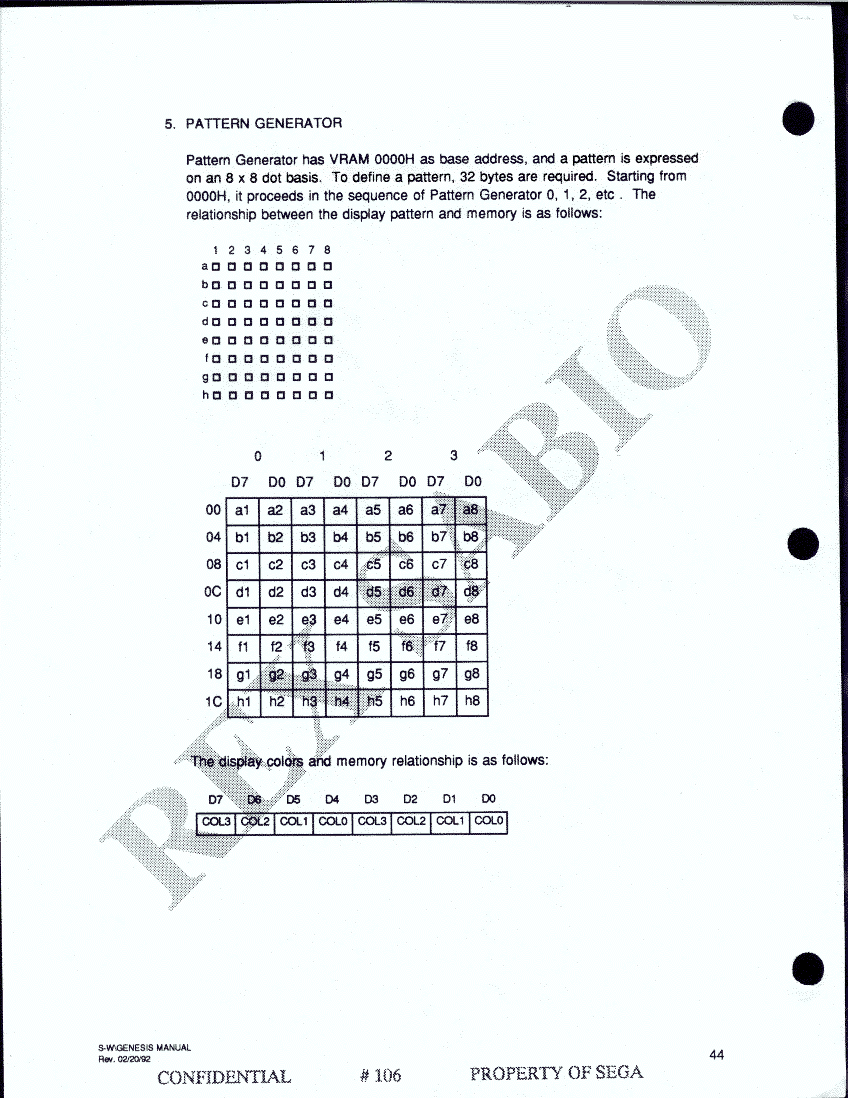 5. PATTERN GENERATOR
Pattern Generator has VRAM 0000H as base address, and a pattern is expressed
on an 8 x 8 dot basis. To define a pattern, 32 bytes are required. Starting from
0000H, it proceeds in the sequence of Pattern Generator 0, 1, 2, etc . The
relationship between the display pattern and memory is as follows:
1 2 3 4 5 6 7 8
a
b
c
d
e
f
g
h
0 1 2 3
D7 D0 D7 D0 D7 D0 D7 D0
00 a1 a2 a3 a4 a5 a6 a7 a8
04 b1 b2 b3 b4 b5 b6 b7 b8
08 c1 c2 c3 c4 c5 c6 c7 c8
0C d1 d2 d3 d4 d5 d6 d7 d8
10 e1 e2 e3 e4 e5 e6 e7 e8
14 f1 f2 f3 f4 f5 f6 f7 f8
18 g1 g2 g3 g4 g5 g6 g7 g8
1C h1 h2 h3 h4 h5 h6 h7 h8
The display colors and memory relationship is as follows:
D7 D6 D5 D4 D3 D2 D1 D0
COL3 COL2 COL1 COL0 COL3 COL2 COL1 COL0
REX SABIO
S-W\GENESIS MANUAL
Rev. 02/20/92
44
CONFIDENTIAL # 106 PROPERTY OF SEGA